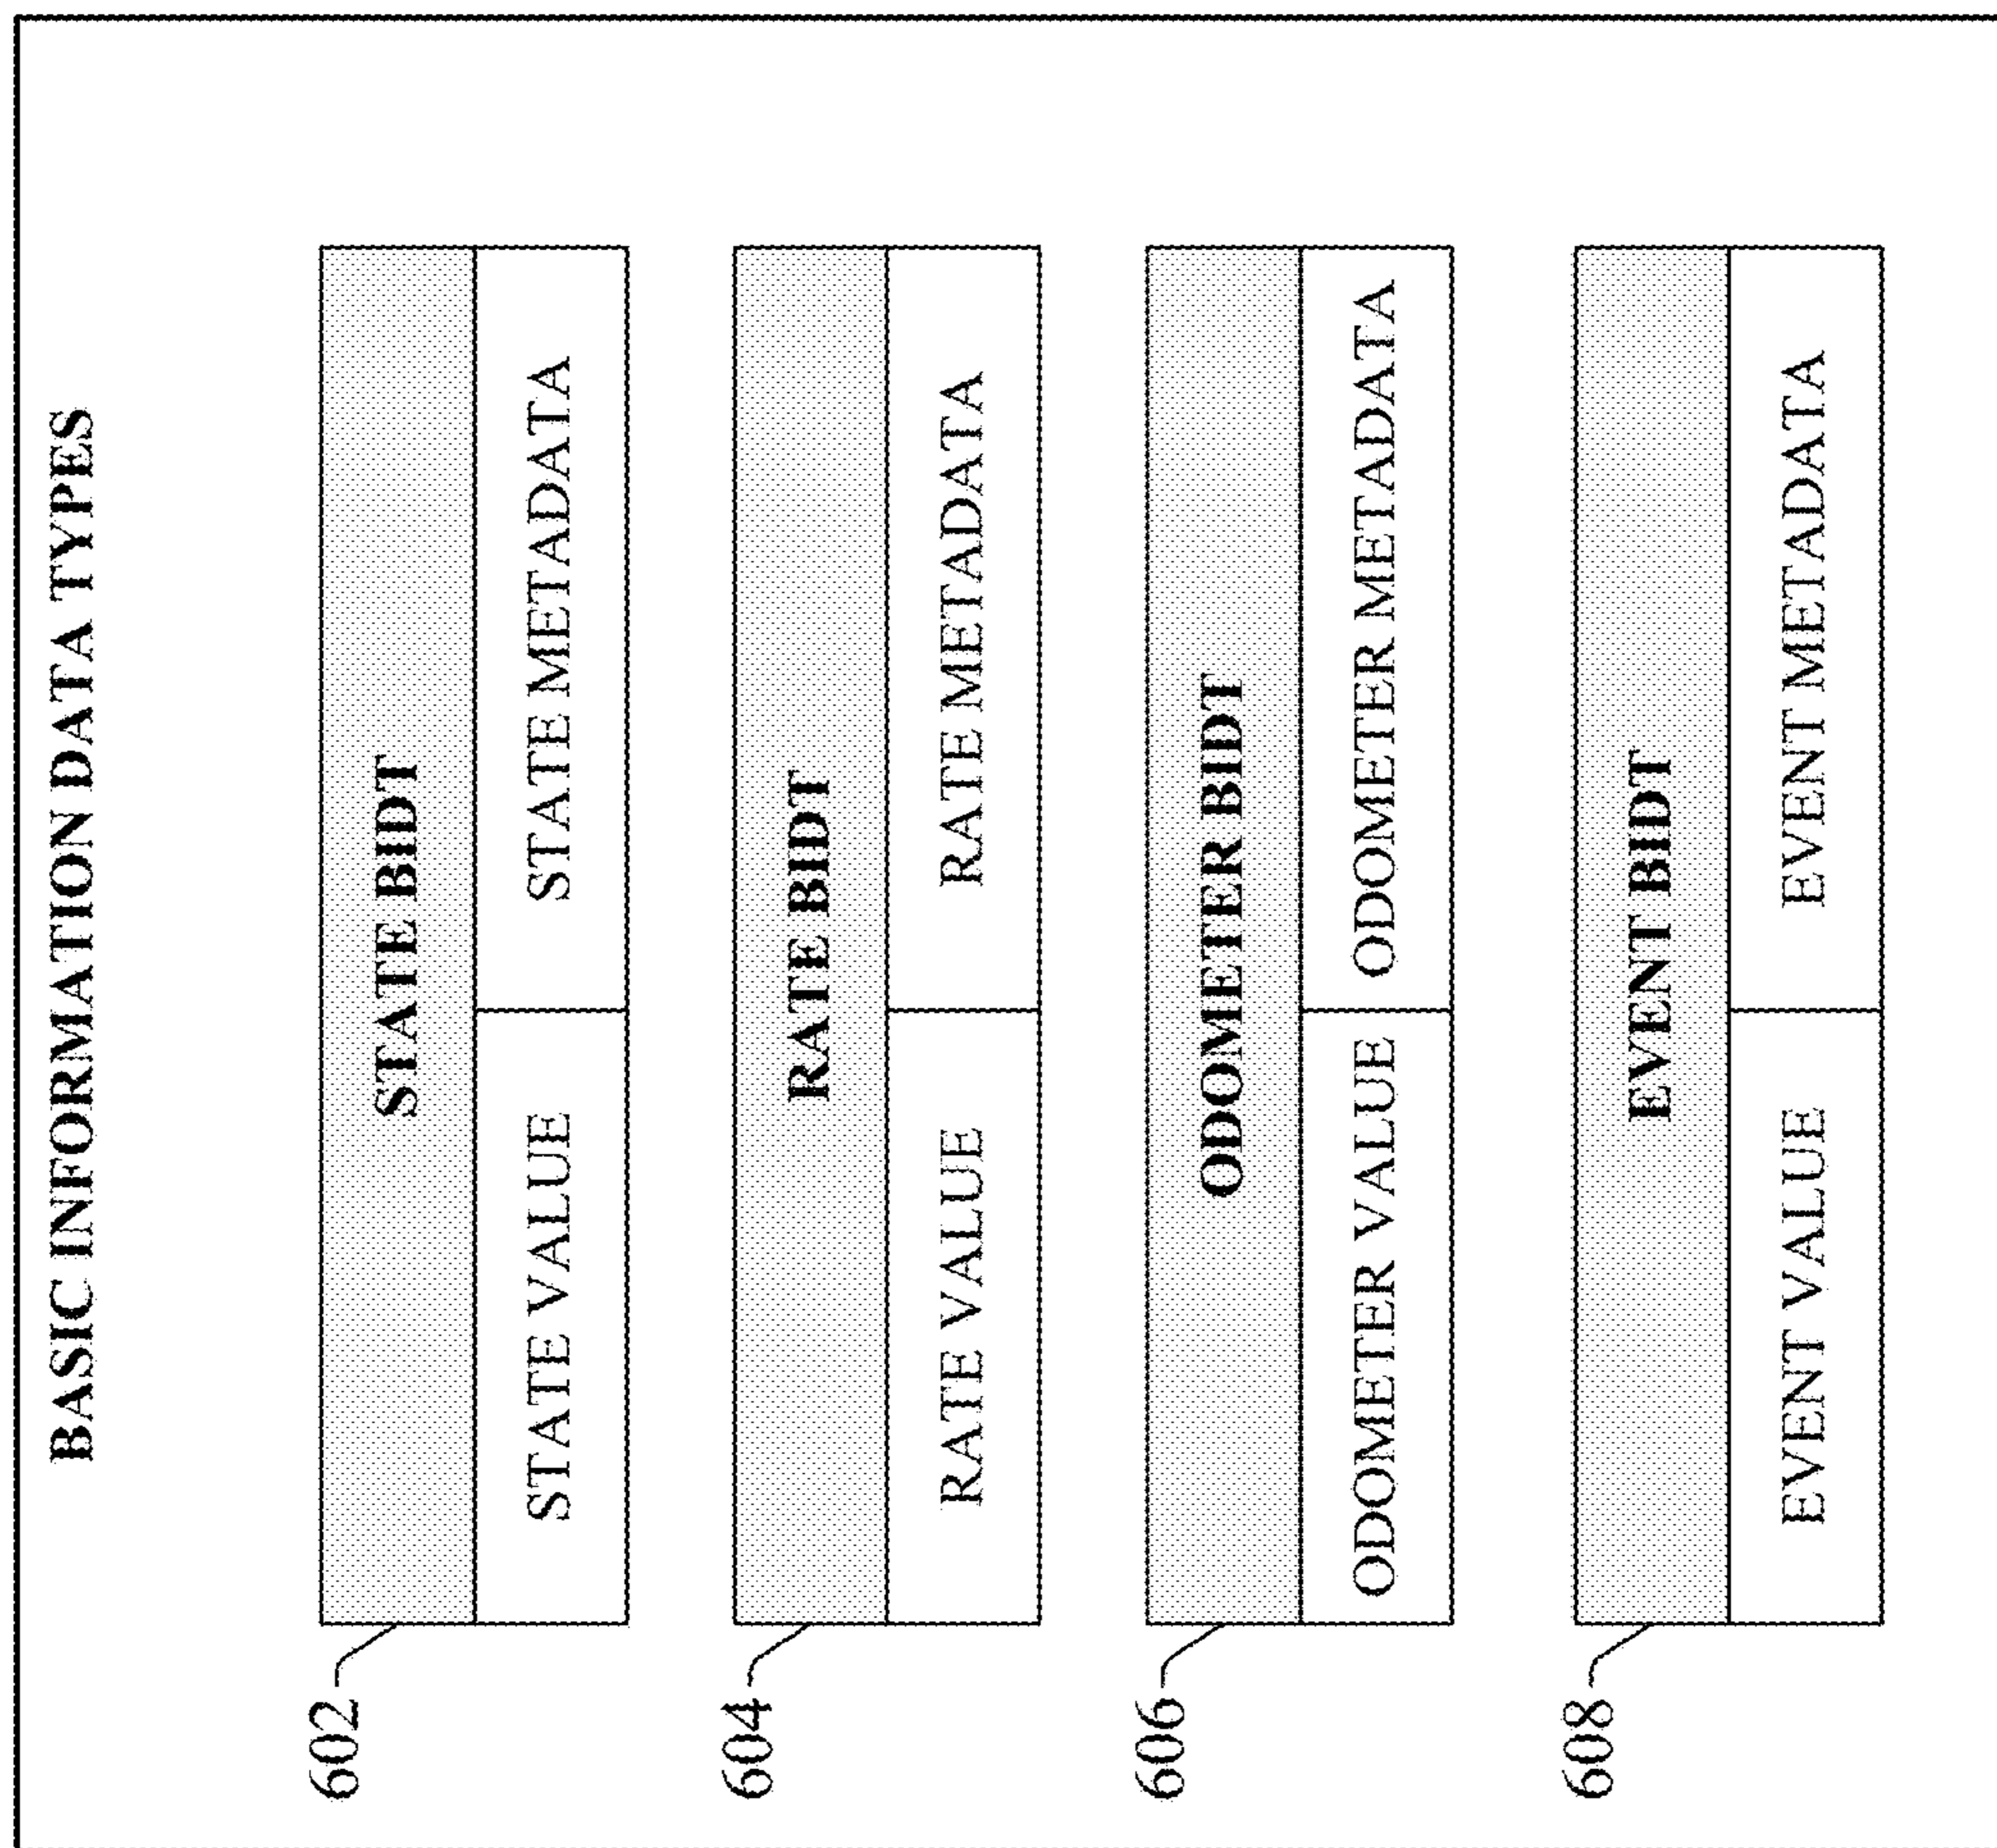 BASIC INFORMATION DATA TYPES
602
STATE BIDT
STATE VALUE STATE METADATA
604
RATE BIDT
RATE VALUE RATE METADATA
606
ODOMETER BIDT
ODOMETER VALUE ODOMETER METADATA
608
EVENT BIDT
EVENT VALUE EVENT METADATA